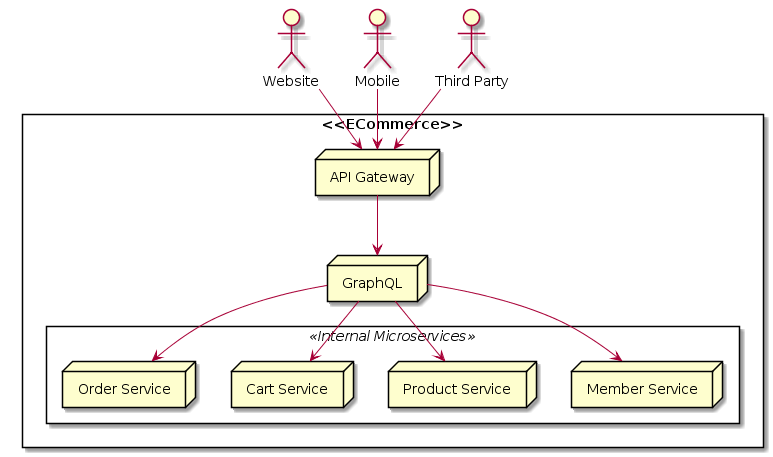 Website
Mobile
Third Party
<<ECommerce>>
API Gateway
GraphQL
«Internal Microservices»
Order Service
Cart Service
Product Service
Member Service